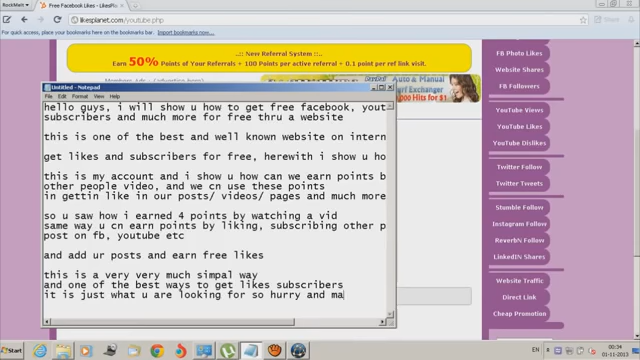 RockMelt
Free Facebook Likes - LikesPl
likesplanet.com/youtube.php
For quick access, place your bookmarks here on the bookmarks bar. Import bookmarks now...
..:: New Referral System ::..
Earn 50% Points of Your Referrals + 100 Points per active referral + 0.1 point per ref link visit.
Auto & Manual
Surf Exchanger
Hits for $1
Untitled - Notepad
File Edit Format View Help
hello guys, i will show u how to get free facebook, yout
subscribers and much more for free thru a website
this is one of the best and well known website on intern
get likes and subscribers for free, herewith i show u ho
this is my account and i show u how can we earn points b
other people video, and we cn use these points
in gettin like in our posts/ videos/ pages and much more
so u saw how i earned 4 points by watching a vid
same way u cn earn points by liking, subscribing other p
post on fb, youtube etc
and add ur posts and earn free likes
this is a very very much simpal way
and one of the best ways to get likes subscribers
it is just what u are looking for so hurry and ma
FB Photo Likes
Website Shares
FB Followers
YouTube Views
YouTube Likes
YouTube Dislikes
Twitter Follow
Twitter Tweets
Stumble Follow
ReverbN Follow
LinkedIN Share
Website Traffic
Direct Link
Cheap Promotion
EN
00:34
01-11-2013